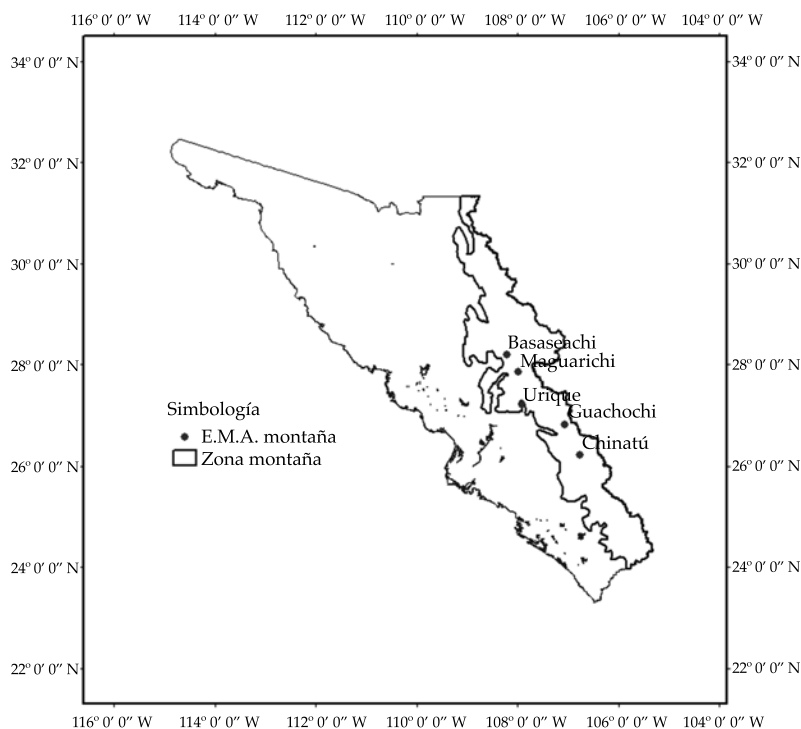 116º 0′ 0″ W 114º 0′ 0″ W 112º 0′ 0″ W 110º 0′ 0″ W 108º 0′ 0″ W 106º 0′ 0″ W 104º 0′ 0″ W
34º 0′ 0″ N 34º 0′ 0″ N
32º 0′ 0″ N 32º 0′ 0″ N
30º 0′ 0″ N 30º 0′ 0″ N
Basaseachi
Maguarichi
28º 0′ 0″ N 28º 0′ 0″ N
Urique
Guachochi
Chinatú
Simbología
E.M.A. montaña
Zona montaña
26º 0′ 0″ N 26º 0′ 0″ N
24º 0′ 0″ N 24º 0′ 0″ N
22º 0′ 0″ N 22º 0′ 0″ N
116º 0′ 0″ W 114º 0′ 0″ W 112º 0′ 0″ W 110º 0′ 0″ W 108º 0′ 0″ W 106º 0′ 0″ W 104º 0′ 0″ W